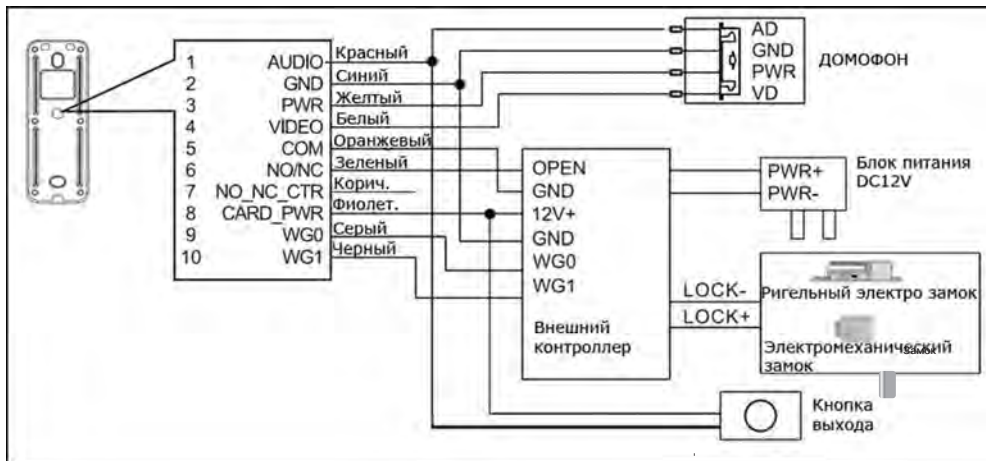 1 AUDIO Красный
2 GND Синий
3 PWR Желтый
4 VIDEO Белый
5 COM Оранжевый
6 NO/NC Зеленый
7 NO_NC_CTR Корич.
8 CARD_PWR Фиолет.
9 WG0 Серый
10 WG1 Черный
AD
GND
PWR
VD
ДОМОФОН
OPEN
GND
12V+
GND
WG0
WG1
Внешний
контроллер
PWR+
PWR-
Блок питания
DC12V
LOCK-
LOCK+
Ригельный электро замок
Электромеханический
замок
замок
Кнопка
выхода